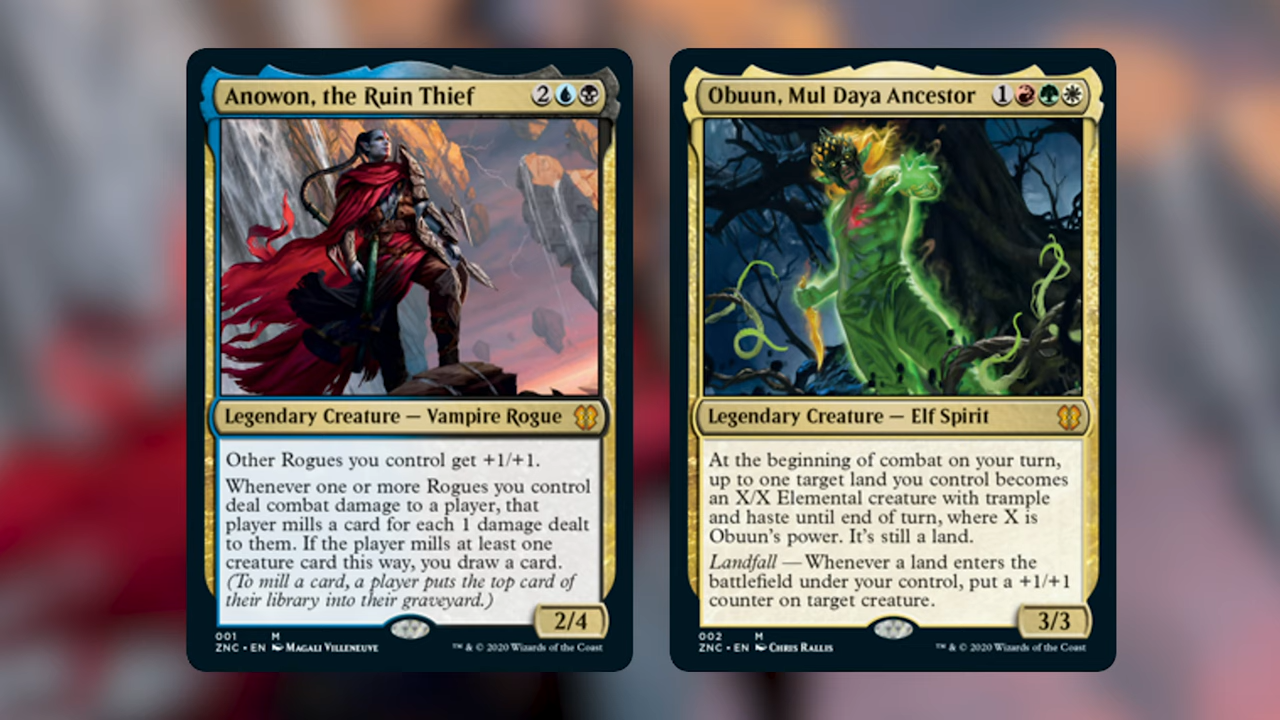 Anowon, the Ruin Thief 2
Legendary Creature — Vampire Rogue
Other Rogues you control get +1/+1.
Whenever one or more Rogues you control
deal combat damage to a player, that
player mills a card for each 1 damage dealt
to them. If the player mills at least one
creature card this way, you draw a card.
(To mill a card, a player puts the top card of
their library into their graveyard.)
2/4
001 M
ZNC • EN MAGALI VILLENEUVE
™ & © 2020 Wizards of the Coast
Obuun, Mul Daya Ancestor 1
Legendary Creature — Elf Spirit
At the beginning of combat on your turn,
up to one target land you control becomes
an X/X Elemental creature with trample
and haste until end of turn, where X is
Obuun's power. It's still a land.
Landfall — Whenever a land enters the
battlefield under your control, put a +1/+1
counter on target creature.
3/3
002 M
ZNC • EN CHRIS RALLIS
™ & © 2020 Wizards of the Coast